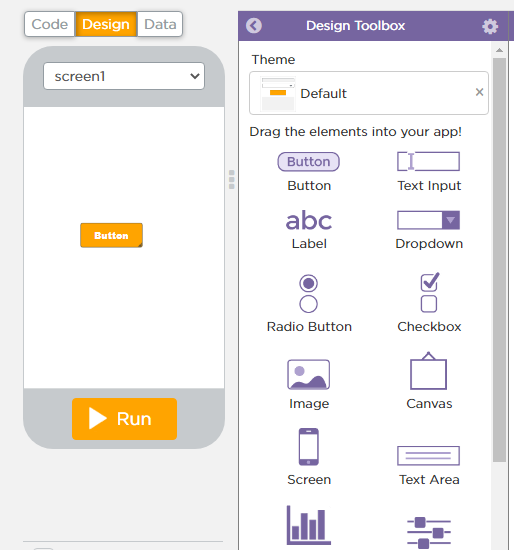 Code Design Data
screen1
Button
Run
Design Toolbox
Theme
Default
Drag the elements into your app!
Button
Button
Text Input
abc
Label
Dropdown
Radio Button
Checkbox
Image
Canvas
Screen
Text Area